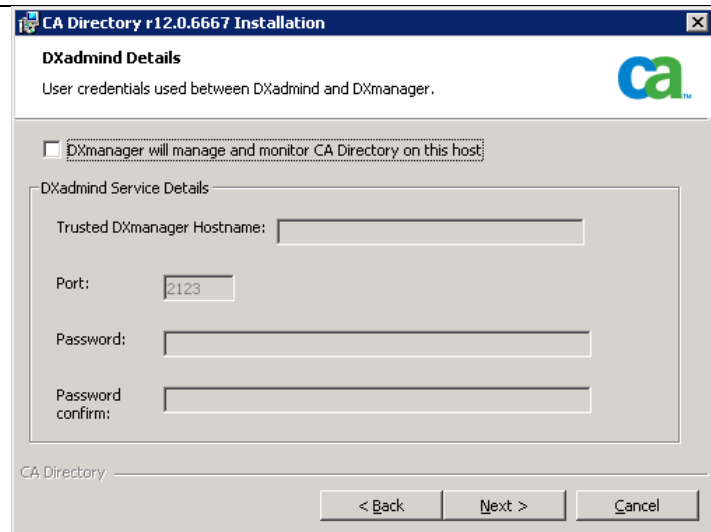 CA Directory r12.0.6667 Installation
DXadmind Details
User credentials used between DXadmind and DXmanager.
ca
TM
DXmanager will manage and monitor CA Directory on this host
DXadmind Service Details
Trusted DXmanager Hostname:
Port:
2123
Password:
Password
confirm:
CA Directory
< Back
Next >
Cancel